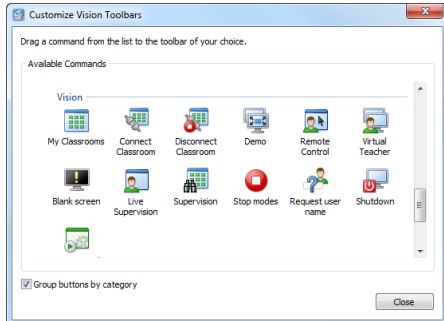 Customize Vision Toolbars
Drag a command from the list to the toolbar of your choice.
Available Commands
Vision
My Classrooms Connect Classroom Disconnect Classroom Demo Remote Control Virtual Teacher
Blank screen Live Supervision Supervision Stop modes Request user name Shutdown
Group buttons by category
Close